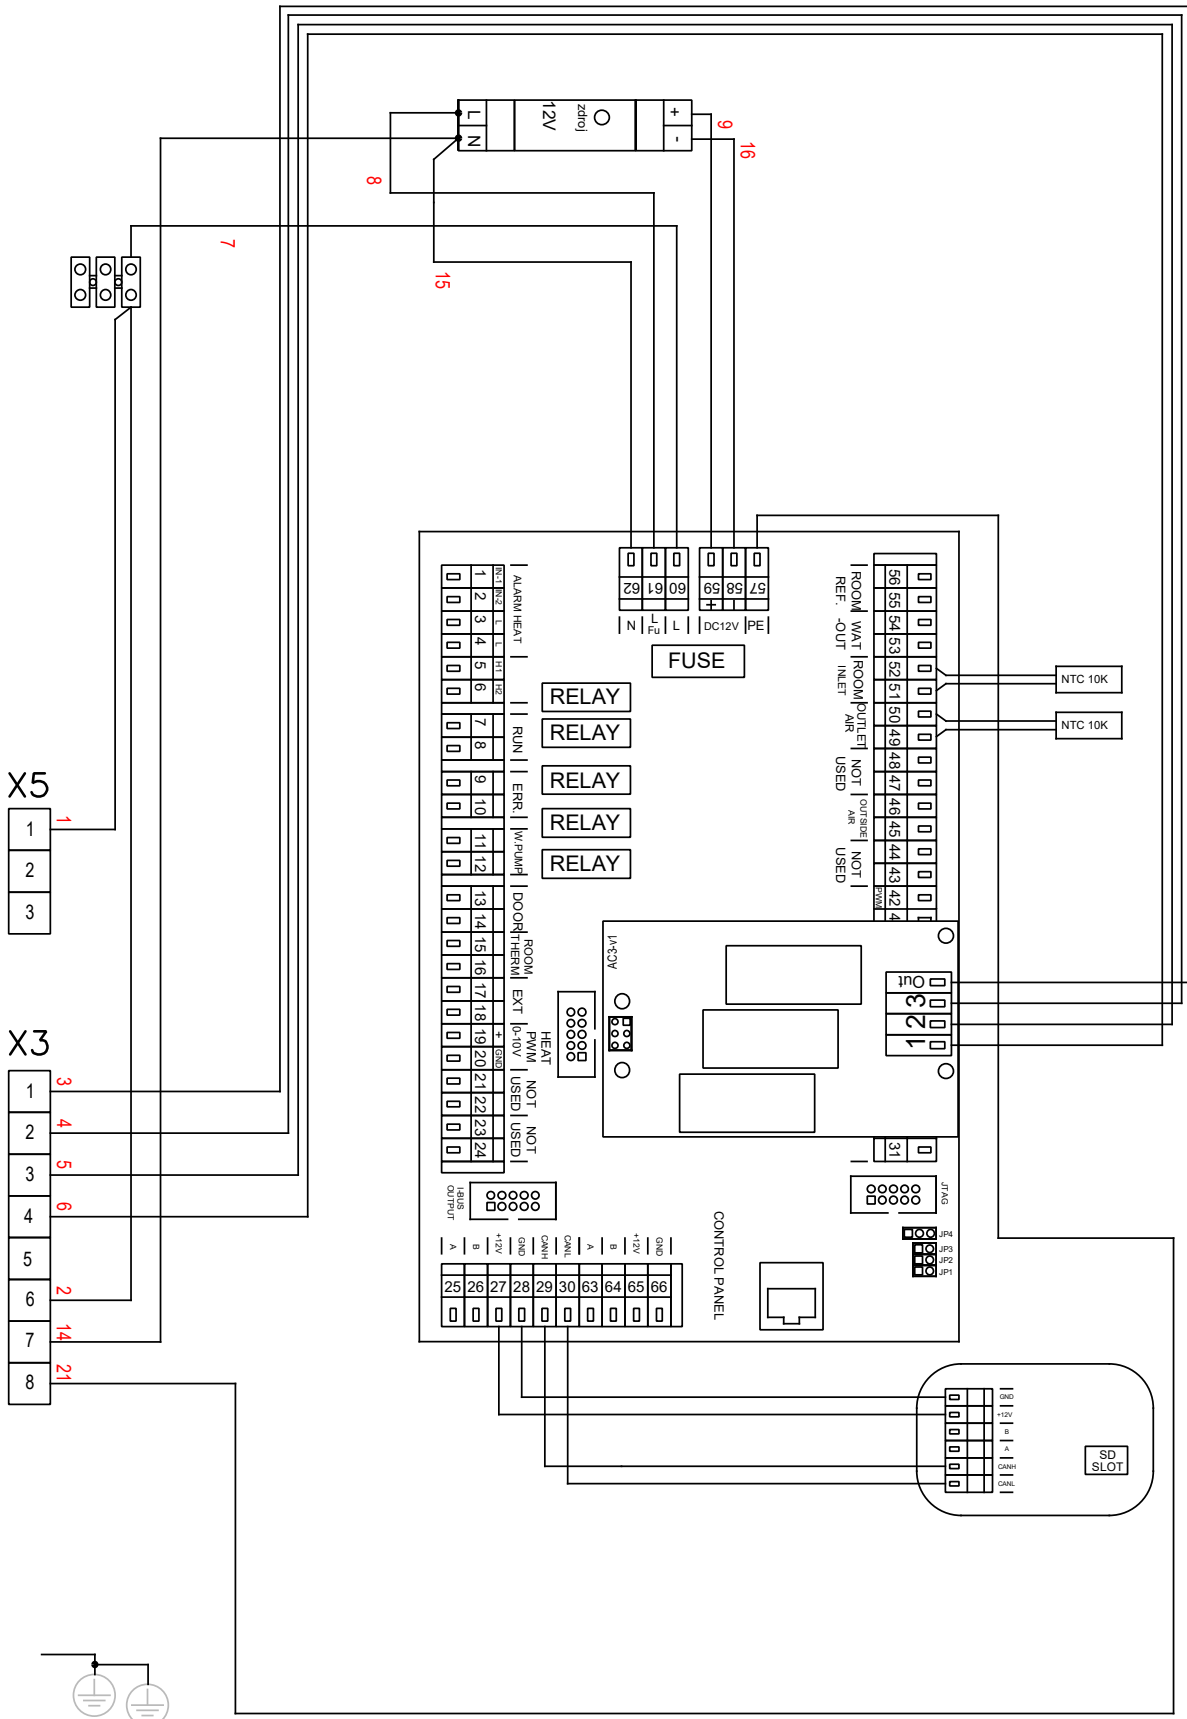 L
N
12V
zdroj
+
-
9
16
8
7
15
62
61
60
59
58
57
+
N
L
Fu
L
DC12V
PE
FUSE
RELAY
RELAY
RELAY
RELAY
RELAY
1
IN-1
2
IN-2
3
L
4
L
5
H1
6
H2
ALARM HEAT
7
8
RUN
9
10
ERR.
11
12
W.PUMP
13
14
DOOR
15
16
ROOM
THERM
17
18
EXT
19
+
20
GND
HEAT
PWM
0-10V
21
22
NOT
USED
23
24
NOT
USED
56
55
ROOM
REF.
54
53
WAT
-OUT
52
51
ROOM
INLET
50
49
OUTLET
AIR
48
47
NOT
USED
46
45
OUTSIDE
AIR
44
43
NOT
USED
42
PWM
4
31
NTC 10K
NTC 10K
AC3-v1
Out
3
2
1
X5
1
2
3
1
X3
1
2
3
4
5
6
7
8
3
4
5
6
2
14
21
I-BUS
OUTPUT
JTAG
JP4
JP3
JP2
JP1
A
B
+12V
GND
CANH
CANL
A
B
+12V
GND
25
26
27
28
29
30
63
64
65
66
CONTROL PANEL
GND
+12V
B
A
CANH
CANL
SD
SLOT